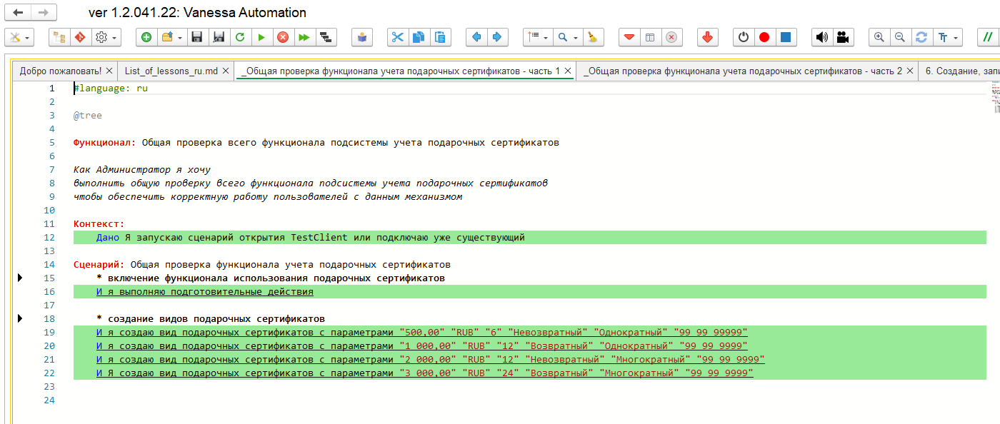 ver 1.2.041.22: Vanessa Automation
Добро пожаловать!
List_of_lessons_ru.md
_Общая проверка функционала учета подарочных сертификатов - часть 1
_Общая проверка функционала учета подарочных сертификатов - часть 2
6. Создание, запи
1 #language: ru
2
3 @tree
4
5 Функционал: Общая проверка всего функционала подсистемы учета подарочных сертификатов
6
7 Как Администратор я хочу
8 выполнить общую проверку всего функционала подсистемы учета подарочных сертификатов
9 чтобы обеспечить корректную работу пользователей с данным механизмом
10
11 Контекст:
12 Дано Я запускаю сценарий открытия TestClient или подключаю уже существующий
13
14 Сценарий: Общая проверка функционала учета подарочных сертификатов
15 * включение функционала использования подарочных сертификатов
16 И я выполняю подготовительные действия
17
18 * создание видов подарочных сертификатов
19 И я создаю вид подарочных сертификатов с параметрами "500,00" "RUB" "6" "Невозвратный" "Однократный" "99 99 99999"
20 И я создаю вид подарочных сертификатов с параметрами "1 000,00" "RUB" "12" "Возвратный" "Однократный" "99 99 9999"
21 И я создаю вид подарочных сертификатов с параметрами "2 000,00" "RUB" "12" "Невозвратный" "Многократный" "99 99 9999"
22 И Я создаю вид подарочных сертификатов с параметрами "3 000,00" "RUB" "24" "Возвратный" "Многократный" "99 99 9999"
23
24